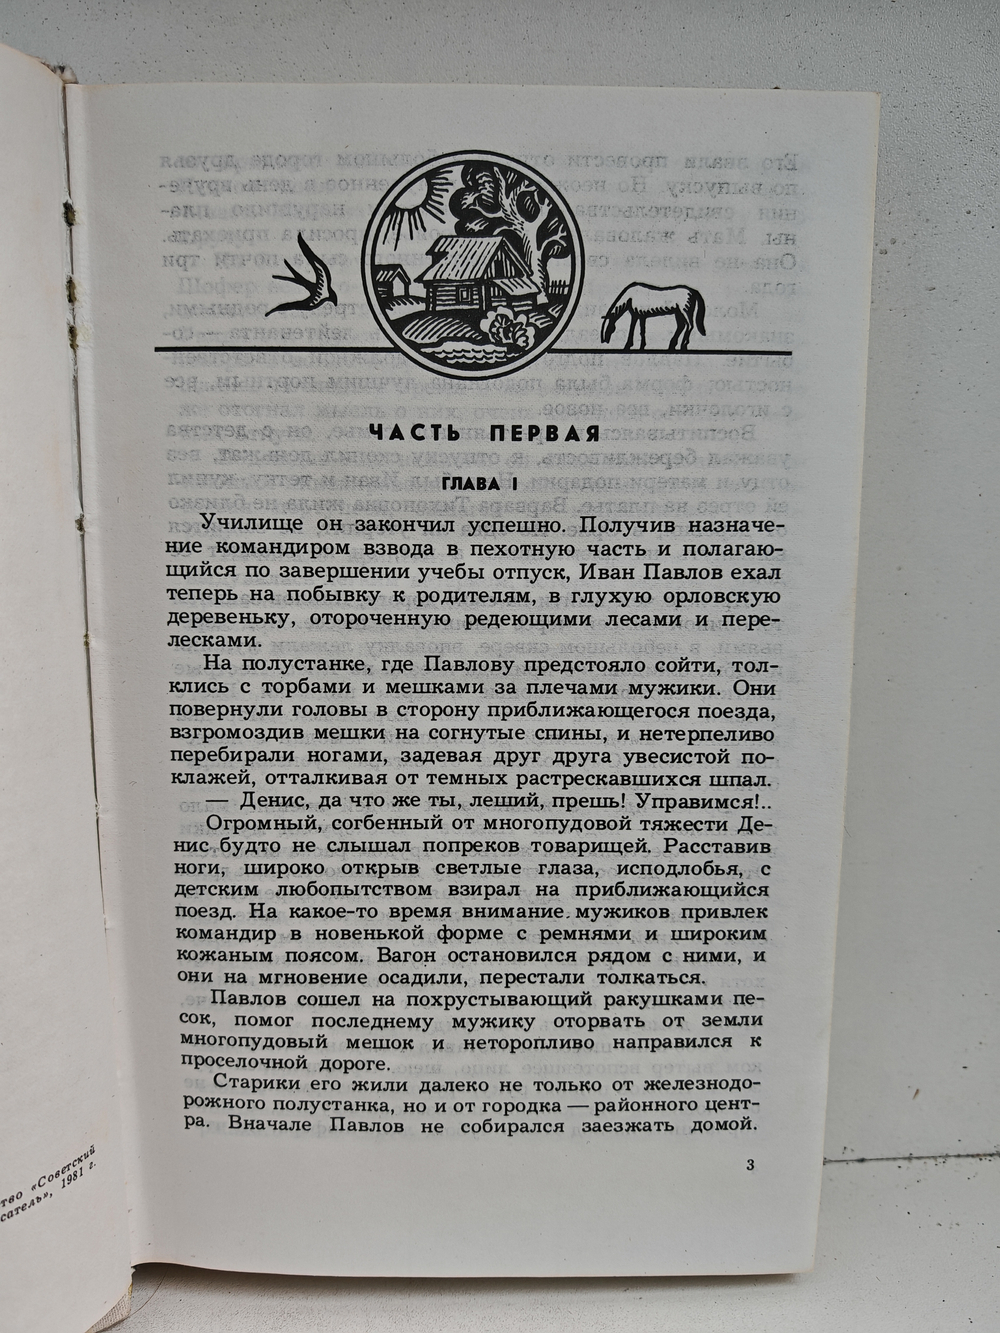 ЧАСТЬ ПЕРВАЯ
ГЛАВА I
Училище он закончил успешно. Получив назначе-
ние командиром взвода в пехотную часть и полагаю-
щийся по завершении учебы отпуск, Иван Павлов ехал
теперь на побывку к родителям, в глухую орловскую
деревеньку, отороченную редеющими лесами и пере-
лесками.
На полустанке, где Павлову предстояло сойти, тол-
клись с торбами и мешками за плечами мужики. Они
повернули головы в сторону приближающегося поезда,
взгромоздив мешки на согнутые спины, и нетерпеливо
перебирали ногами, задевая друг друга увесистой по-
клажей, отталкивая от темных растрескавшихся шпал.
— Денис, да что же ты, леший, прешь! Управимся!..
Огромный, согбенный от многопудовой тяжести Де-
нис будто не слышал попреков товарищей. Расставив
ноги, широко открыв светлые глаза, исподлобья, с
детским любопытством взирал на приближающийся
поезд. На какое-то время внимание мужиков привлек
командир в новенькой форме с ремнями и широким
кожаным поясом. Вагон остановился рядом с ними, и
они на мгновение осадили, перестали толкаться.
Павлов сошел на похрустывающий ракушками пе-
сок, помог последнему мужику оторвать от земли
многопудовый мешок и неторопливо направился к
проселочной дороге.
Старики его жили далеко не только от железнодо-
рожного полустанка, но и от городка — районного цент-
ра. Вначале Павлов не собирался заезжать домой.
3
тво «Советский
сатель», 1981 г.